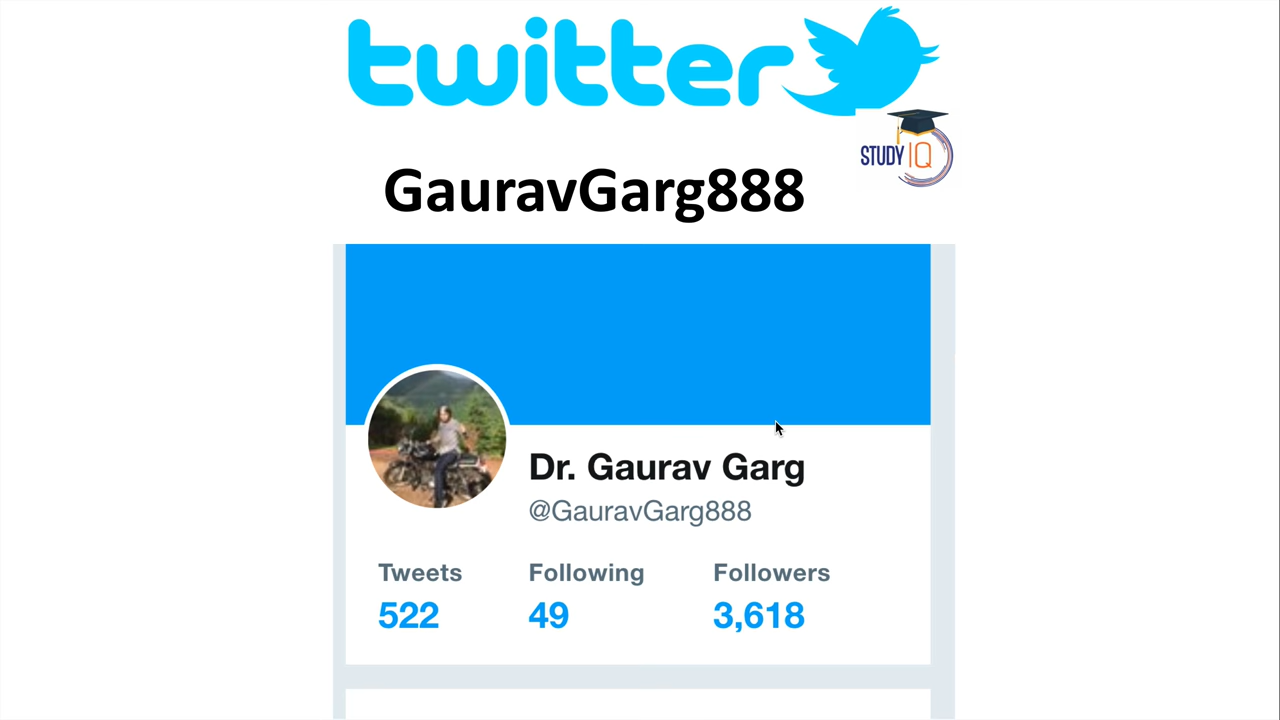 twitter
STUDY IQ
GauravGarg888
Dr. Gaurav Garg
@GauravGarg888
Tweets Following Followers
522 49 3,618